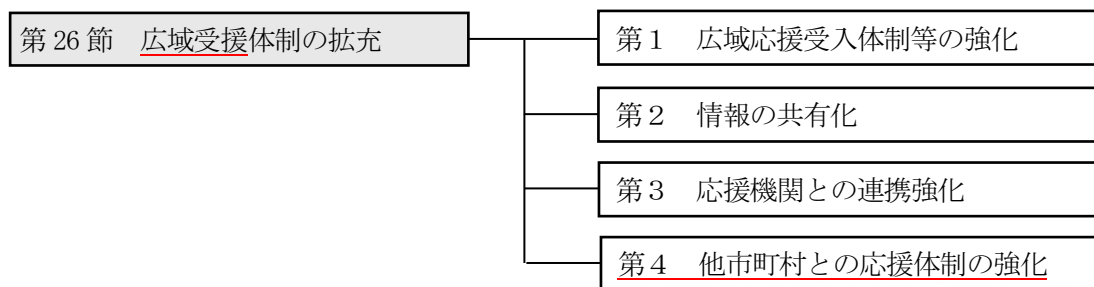 第 26 節　広域受援体制の拡充
第１　広域応援受入体制等の強化
第２　情報の共有化
第３　応援機関との連携強化
第４　他市町村との応援体制の強化